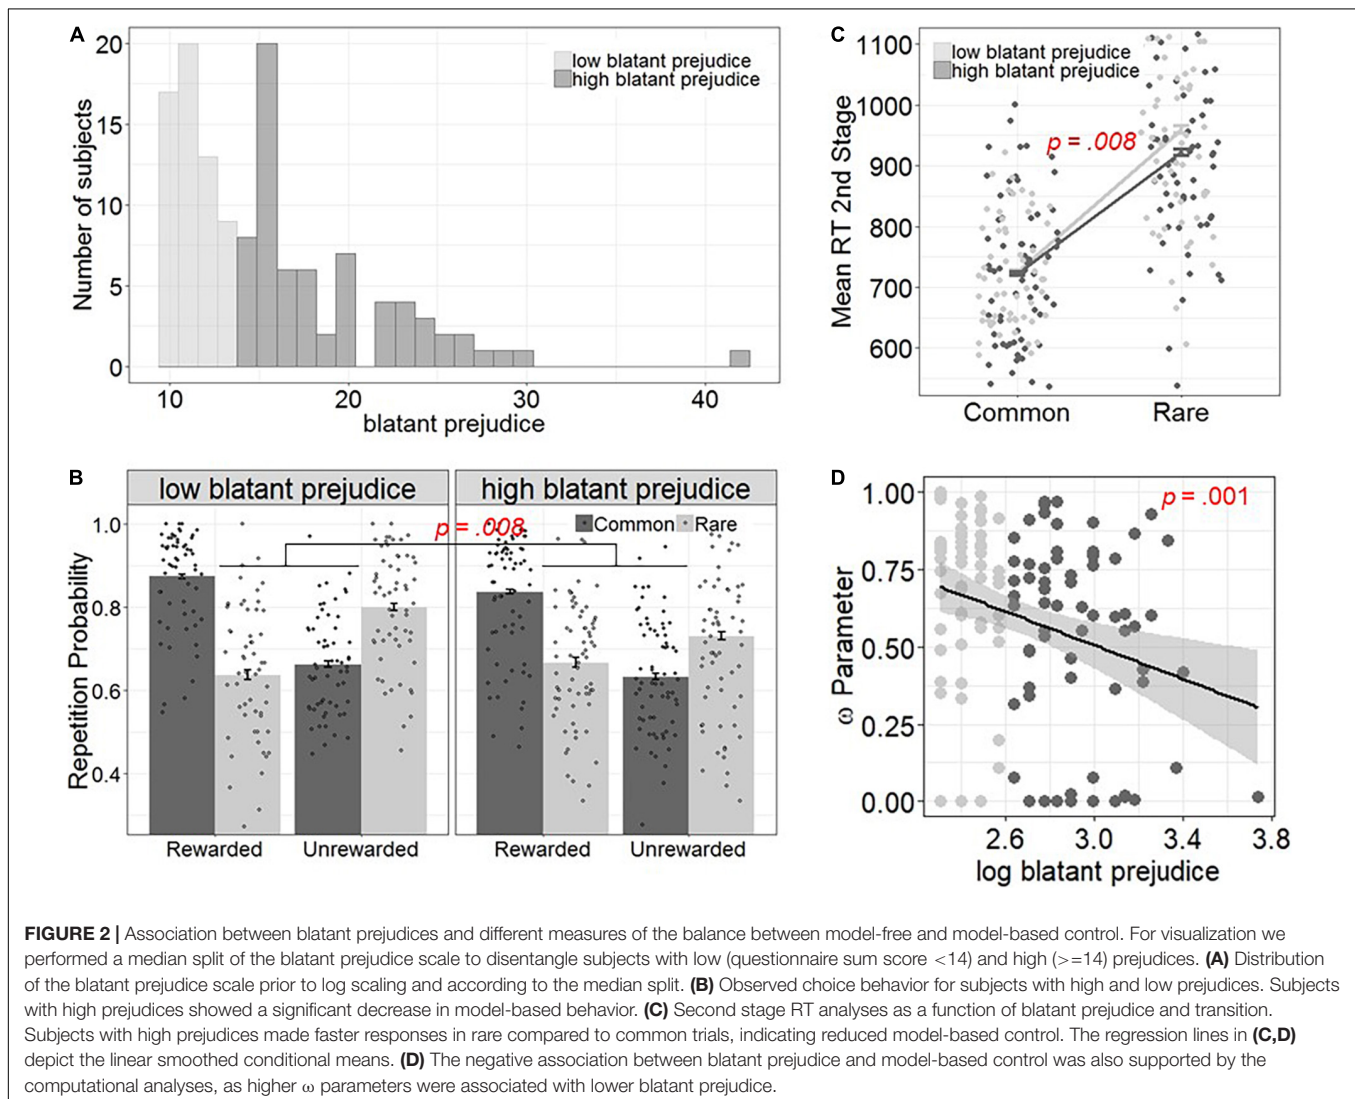 A
20
15
10
5
0
Number of subjects
low blatant prejudice
high blatant prejudice
10 20 30 40
blatant prejudice
C
1100
1000
900
800
700
600
Mean RT 2nd Stage
low blatant prejudice
high blatant prejudice
p = .008
Common Rare
B
low blatant prejudice high blatant prejudice
1.0
0.8
0.6
0.4
Repetition Probability
p = .008
Common Rare
Rewarded Unrewarded Rewarded Unrewarded
D
1.00
0.75
0.50
0.25
0.00
ω Parameter
p = .001
2.6 3.0 3.4 3.8
log blatant prejudice
FIGURE 2 | Association between blatant prejudices and different measures of the balance between model-free and model-based control. For visualization we
performed a median split of the blatant prejudice scale to disentangle subjects with low (questionnaire sum score <14) and high (>=14) prejudices. (A) Distribution
of the blatant prejudice scale prior to log scaling and according to the median split. (B) Observed choice behavior for subjects with high and low prejudices. Subjects
with high prejudices showed a significant decrease in model-based behavior. (C) Second stage RT analyses as a function of blatant prejudice and transition.
Subjects with high prejudices made faster responses in rare compared to common trials, indicating reduced model-based control. The regression lines in (C,D)
depict the linear smoothed conditional means. (D) The negative association between blatant prejudice and model-based control was also supported by the
computational analyses, as higher ω parameters were associated with lower blatant prejudice.